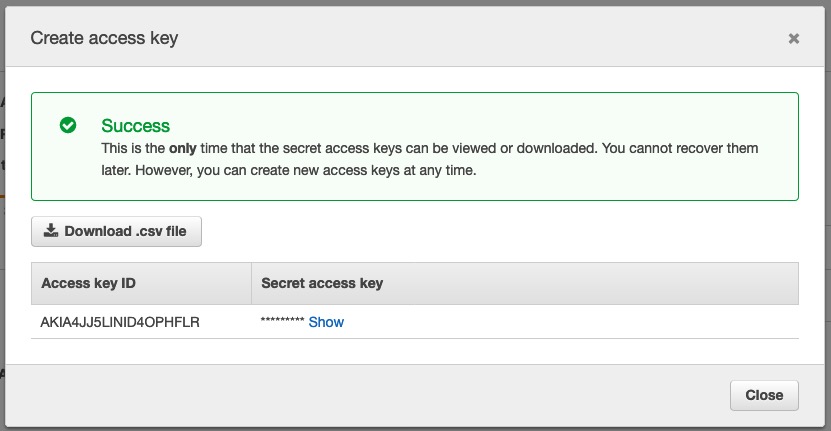 Create access key
Success
This is the only time that the secret access keys can be viewed or downloaded. You cannot recover them
later. However, you can create new access keys at any time.
Download .csv file
Access key ID Secret access key
AKIA4JJ5LINID4OPHFLR ********* Show
Close